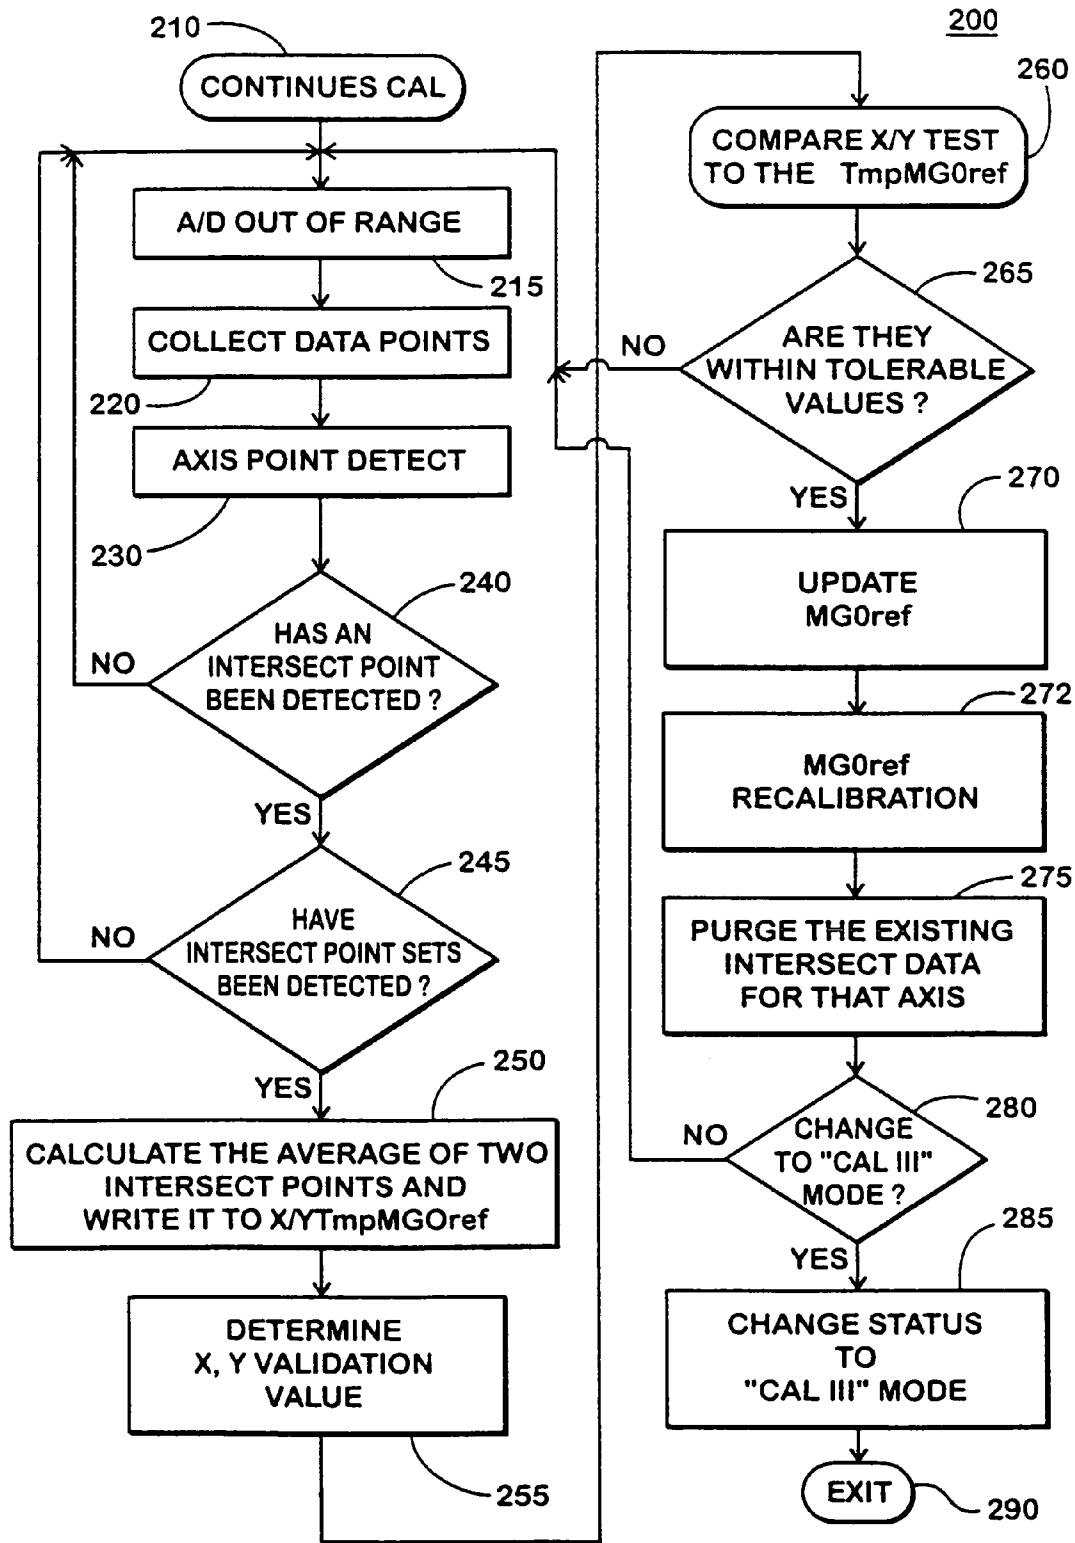 200
210
CONTINUES CAL
A/D OUT OF RANGE
215
COLLECT DATA POINTS
220
AXIS POINT DETECT
230
240
HAS AN
INTERSECT POINT
BEEN DETECTED ?
NO
YES
245
HAVE
INTERSECT POINT SETS
BEEN DETECTED ?
NO
YES
250
CALCULATE THE AVERAGE OF TWO
INTERSECT POINTS AND
WRITE IT TO X/YTmpMGOref
DETERMINE
X, Y VALIDATION
VALUE
255
260
COMPARE X/Y TEST
TO THE TmpMG0ref
265
ARE THEY
WITHIN TOLERABLE
VALUES ?
NO
YES
270
UPDATE
MG0ref
272
MG0ref
RECALIBRATION
275
PURGE THE EXISTING
INTERSECT DATA
FOR THAT AXIS
280
CHANGE
TO "CAL III"
MODE ?
NO
YES
285
CHANGE STATUS
TO
"CAL III" MODE
EXIT
290